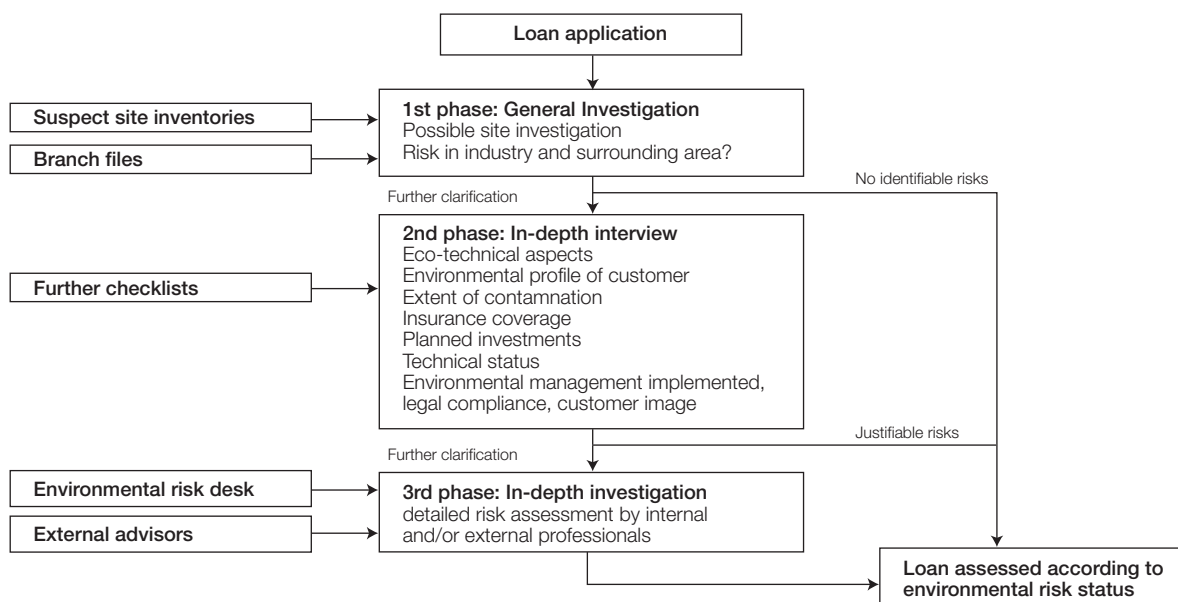 Loan application
Suspect site inventories
Branch files
1st phase: General Investigation
Possible site investigation
Risk in industry and surrounding area?
No identifiable risks
Further clarification
Further checklists
2nd phase: In-depth interview
Eco-technical aspects
Environmental profile of customer
Extent of contamnation
Insurance coverage
Planned investments
Technical status
Environmental management implemented,
legal compliance, customer image
Justifiable risks
Further clarification
Environmental risk desk
External advisors
3rd phase: In-depth investigation
detailed risk assessment by internal
and/or external professionals
Loan assessed according to
environmental risk status